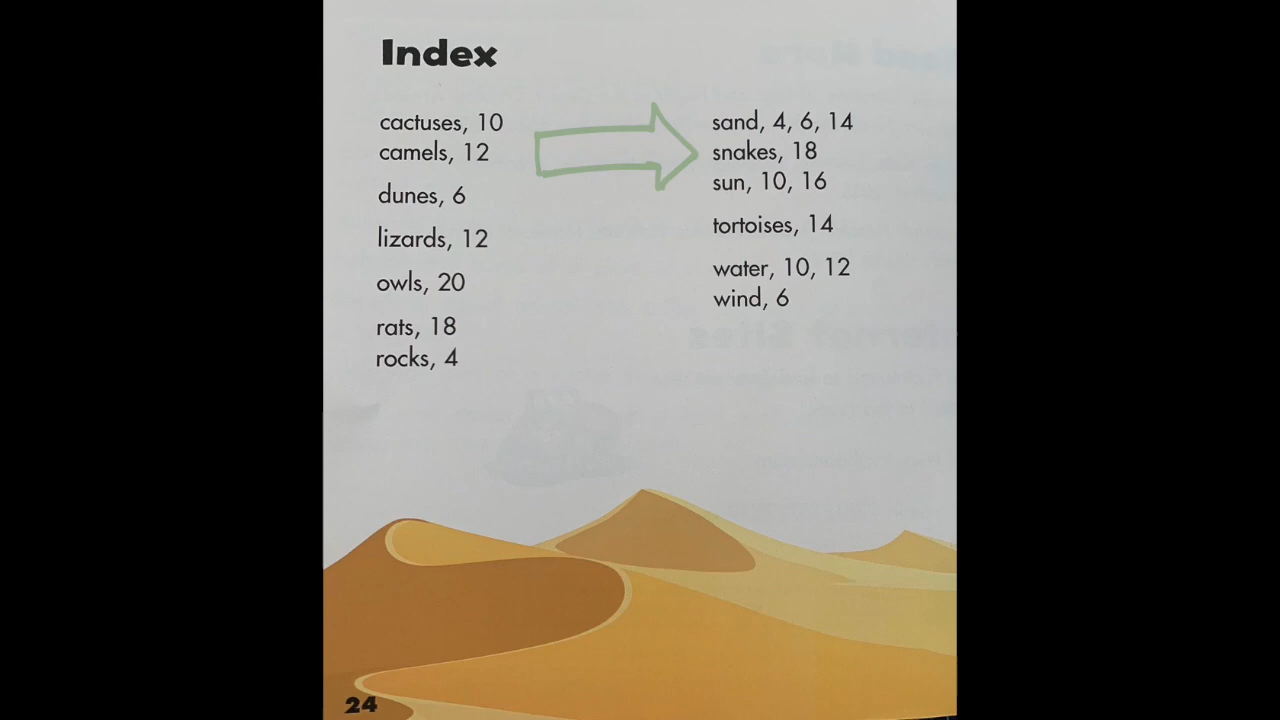 Index
cactuses, 10
camels, 12
dunes, 6
lizards, 12
owls, 20
rats, 18
rocks, 4
sand, 4, 6, 14
snakes, 18
sun, 10, 16
tortoises, 14
water, 10, 12
wind, 6
24